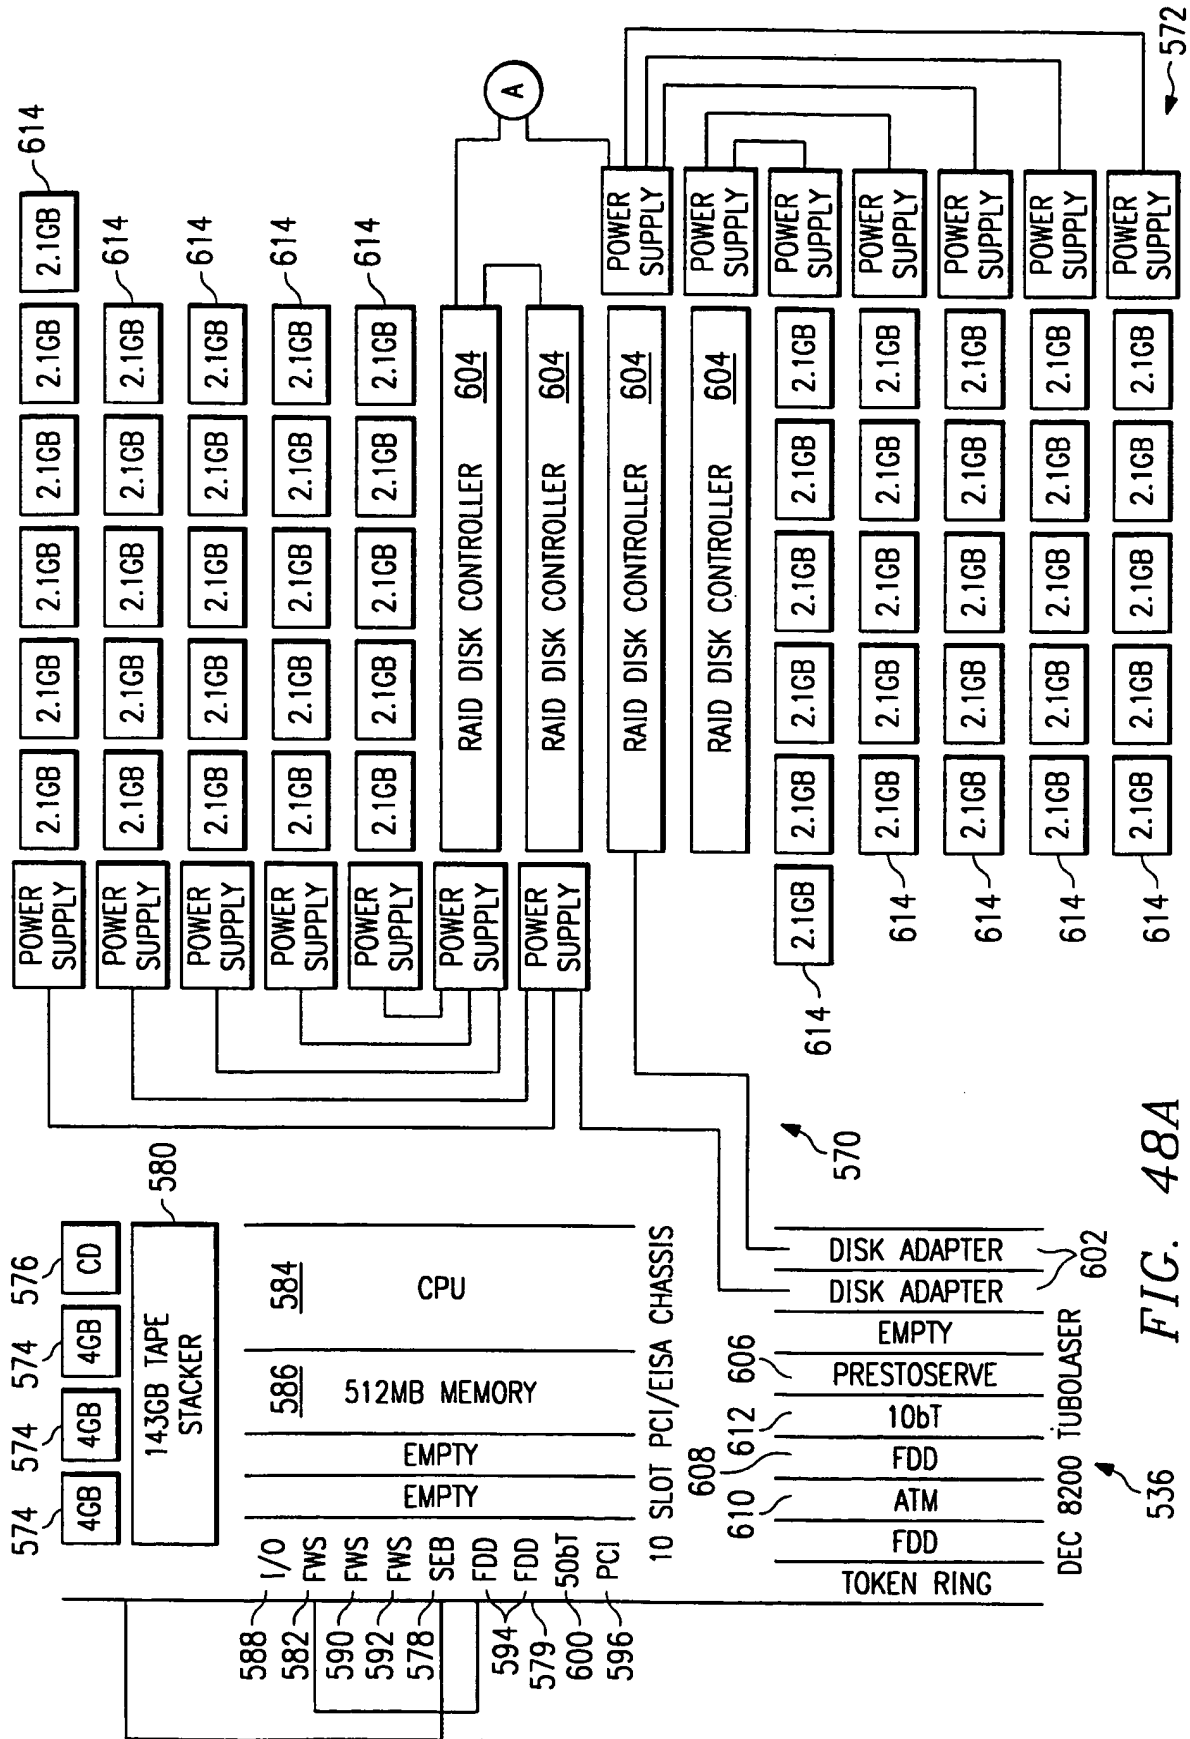 574
574
574
576
4GB
4GB
4GB
CD
143GB TAPE
STACKER
580
588
I/O
582
FWS
590
FWS
592
FWS
578
SEB
594
FDD
579
FDD
600
50bT
596
PCI
EMPTY
EMPTY
586
512MB MEMORY
584
CPU
10 SLOT PCI/EISA CHASSIS
608
610
612
606
TOKEN RING
FDD
ATM
FDD
10bT
PRESTOSERVE
EMPTY
DISK ADAPTER
DISK ADAPTER
602
DEC 8200 TUBOLASER
536
570
POWER
SUPPLY
2.1GB
2.1GB
2.1GB
2.1GB
2.1GB
2.1GB
614
POWER
SUPPLY
2.1GB
2.1GB
2.1GB
2.1GB
2.1GB
614
POWER
SUPPLY
2.1GB
2.1GB
2.1GB
2.1GB
2.1GB
614
POWER
SUPPLY
2.1GB
2.1GB
2.1GB
2.1GB
2.1GB
614
POWER
SUPPLY
2.1GB
2.1GB
2.1GB
2.1GB
2.1GB
614
POWER
SUPPLY
RAID DISK CONTROLLER 604
A
POWER
SUPPLY
RAID DISK CONTROLLER 604
RAID DISK CONTROLLER 604
POWER
SUPPLY
RAID DISK CONTROLLER 604
POWER
SUPPLY
614
2.1GB
2.1GB
2.1GB
2.1GB
2.1GB
2.1GB
POWER
SUPPLY
614
2.1GB
2.1GB
2.1GB
2.1GB
2.1GB
POWER
SUPPLY
614
2.1GB
2.1GB
2.1GB
2.1GB
2.1GB
POWER
SUPPLY
614
2.1GB
2.1GB
2.1GB
2.1GB
2.1GB
POWER
SUPPLY
614
2.1GB
2.1GB
2.1GB
2.1GB
2.1GB
POWER
SUPPLY
572
FIG. 48A